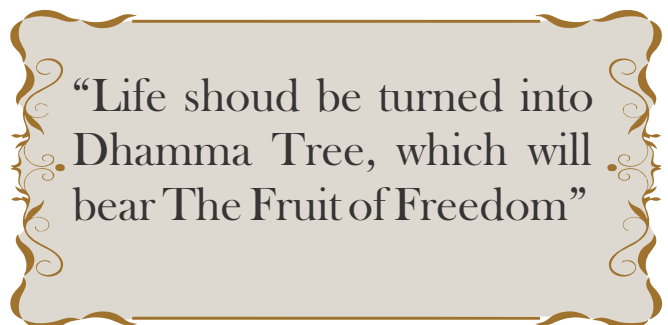 “Life shoud be turned into
Dhamma Tree, which will
bear The Fruit of Freedom”